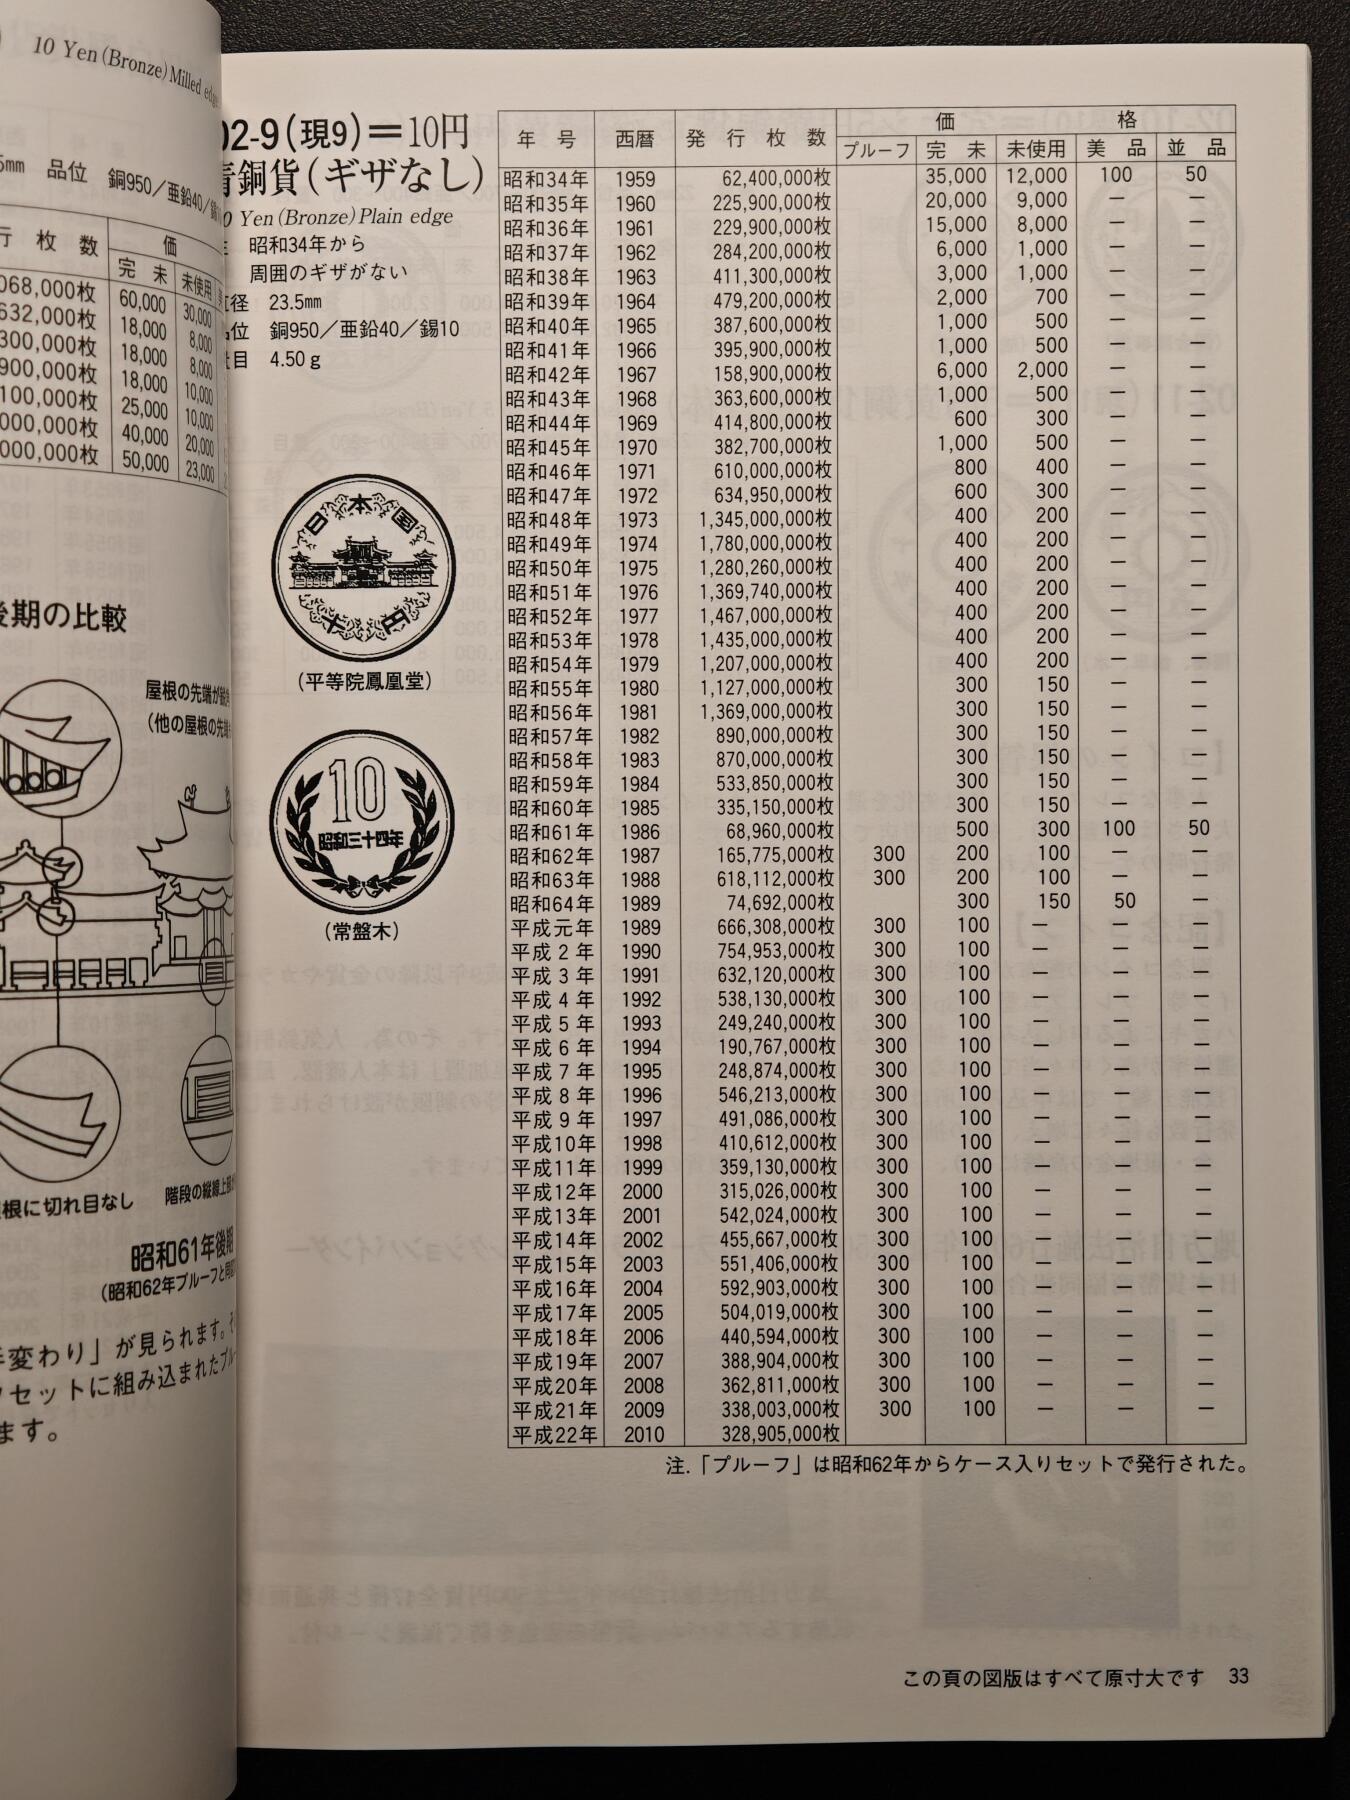 10 Yen (Bronze) Milled edge
5mm 品位 銅950／亜鉛40／錫
行 枚 数 価
完 未 未使用
068,000枚 60,000 30,000
632,000枚 18,000 8,000
300,000枚 18,000 8,000
900,000枚 18,000 10,000
100,000枚 25,000 10,000
000,000枚 40,000 20,000
000,000枚 50,000 23,000
後期の比較
屋根の先端が
（他の屋根の先端
根に切れ目なし
階段の縦線上部
昭和61年後期
（昭和62年プルーフと同
手変わり」が見られます。そ
セットに組み込まれたプルー
ます。
02-9（現9）＝10円
青銅貨（ギザなし）
0 Yen (Bronze) Plain edge
昭和34年から
周囲のギザがない
直径 23.5mm
品位 銅950／亜鉛40／錫10
量目 4.50g
日本国
十円
（平等院鳳凰堂）
10
昭和三十四年
（常盤木）
年 号 西暦 発 行 枚 数 価 格
プルーフ 完 未 未使用 美 品 並 品
昭和34年 1959 62,400,000枚 35,000 12,000 100 50
昭和35年 1960 225,900,000枚 20,000 9,000 － －
昭和36年 1961 229,900,000枚 15,000 8,000 － －
昭和37年 1962 284,200,000枚 6,000 1,000 － －
昭和38年 1963 411,300,000枚 3,000 1,000 － －
昭和39年 1964 479,200,000枚 2,000 700 － －
昭和40年 1965 387,600,000枚 1,000 500 － －
昭和41年 1966 395,900,000枚 1,000 500 － －
昭和42年 1967 158,900,000枚 6,000 2,000 － －
昭和43年 1968 363,600,000枚 1,000 500 － －
昭和44年 1969 414,800,000枚 600 300 － －
昭和45年 1970 382,700,000枚 1,000 500 － －
昭和46年 1971 610,000,000枚 800 400 － －
昭和47年 1972 634,950,000枚 600 300 － －
昭和48年 1973 1,345,000,000枚 400 200 － －
昭和49年 1974 1,780,000,000枚 400 200 － －
昭和50年 1975 1,280,260,000枚 400 200 － －
昭和51年 1976 1,369,740,000枚 400 200 － －
昭和52年 1977 1,467,000,000枚 400 200 － －
昭和53年 1978 1,435,000,000枚 400 200 － －
昭和54年 1979 1,207,000,000枚 400 200 － －
昭和55年 1980 1,127,000,000枚 300 150 － －
昭和56年 1981 1,369,000,000枚 300 150 － －
昭和57年 1982 890,000,000枚 300 150 － －
昭和58年 1983 870,000,000枚 300 150 － －
昭和59年 1984 533,850,000枚 300 150 － －
昭和60年 1985 335,150,000枚 300 150 － －
昭和61年 1986 68,960,000枚 500 300 100 50
昭和62年 1987 165,775,000枚 300 200 100 － －
昭和63年 1988 618,112,000枚 300 200 100 － －
昭和64年 1989 74,692,000枚 300 150 50 －
平成元年 1989 666,308,000枚 300 100 － － －
平成2年 1990 754,953,000枚 300 100 － － －
平成3年 1991 632,120,000枚 300 100 － － －
平成4年 1992 538,130,000枚 300 100 － － －
平成5年 1993 249,240,000枚 300 100 － － －
平成6年 1994 190,767,000枚 300 100 － － －
平成7年 1995 248,874,000枚 300 100 － － －
平成8年 1996 546,213,000枚 300 100 － － －
平成9年 1997 491,086,000枚 300 100 － － －
平成10年 1998 410,612,000枚 300 100 － － －
平成11年 1999 359,130,000枚 300 100 － － －
平成12年 2000 315,026,000枚 300 100 － － －
平成13年 2001 542,024,000枚 300 100 － － －
平成14年 2002 455,667,000枚 300 100 － － －
平成15年 2003 551,406,000枚 300 100 － － －
平成16年 2004 592,903,000枚 300 100 － － －
平成17年 2005 504,019,000枚 300 100 － － －
平成18年 2006 440,594,000枚 300 100 － － －
平成19年 2007 388,904,000枚 300 100 － － －
平成20年 2008 362,811,000枚 300 100 － － －
平成21年 2009 338,003,000枚 300 100 － － －
平成22年 2010 328,905,000枚
注.「プルーフ」は昭和62年からケース入りセットで発行された。
この頁の図版はすべて原寸大です 33